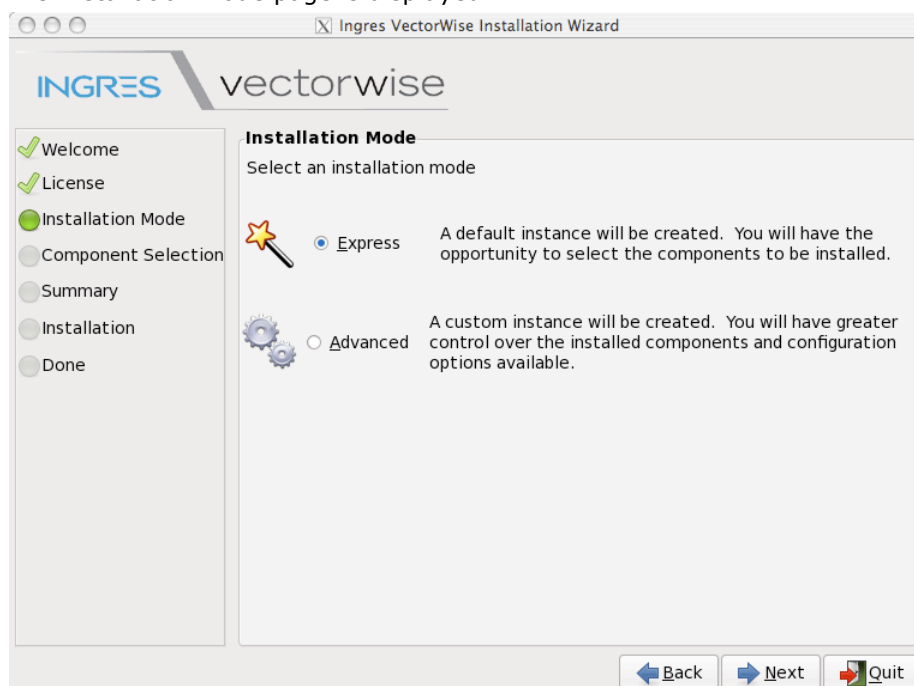 Ingres VectorWise Installation Wizard
INGRES vectorwise
Welcome
License
Installation Mode
Component Selection
Summary
Installation
Done
Installation Mode
Select an installation mode
Express
A default instance will be created. You will have the
opportunity to select the components to be installed.
Advanced
A custom instance will be created. You will have greater
control over the installed components and configuration
options available.
Back Next Quit